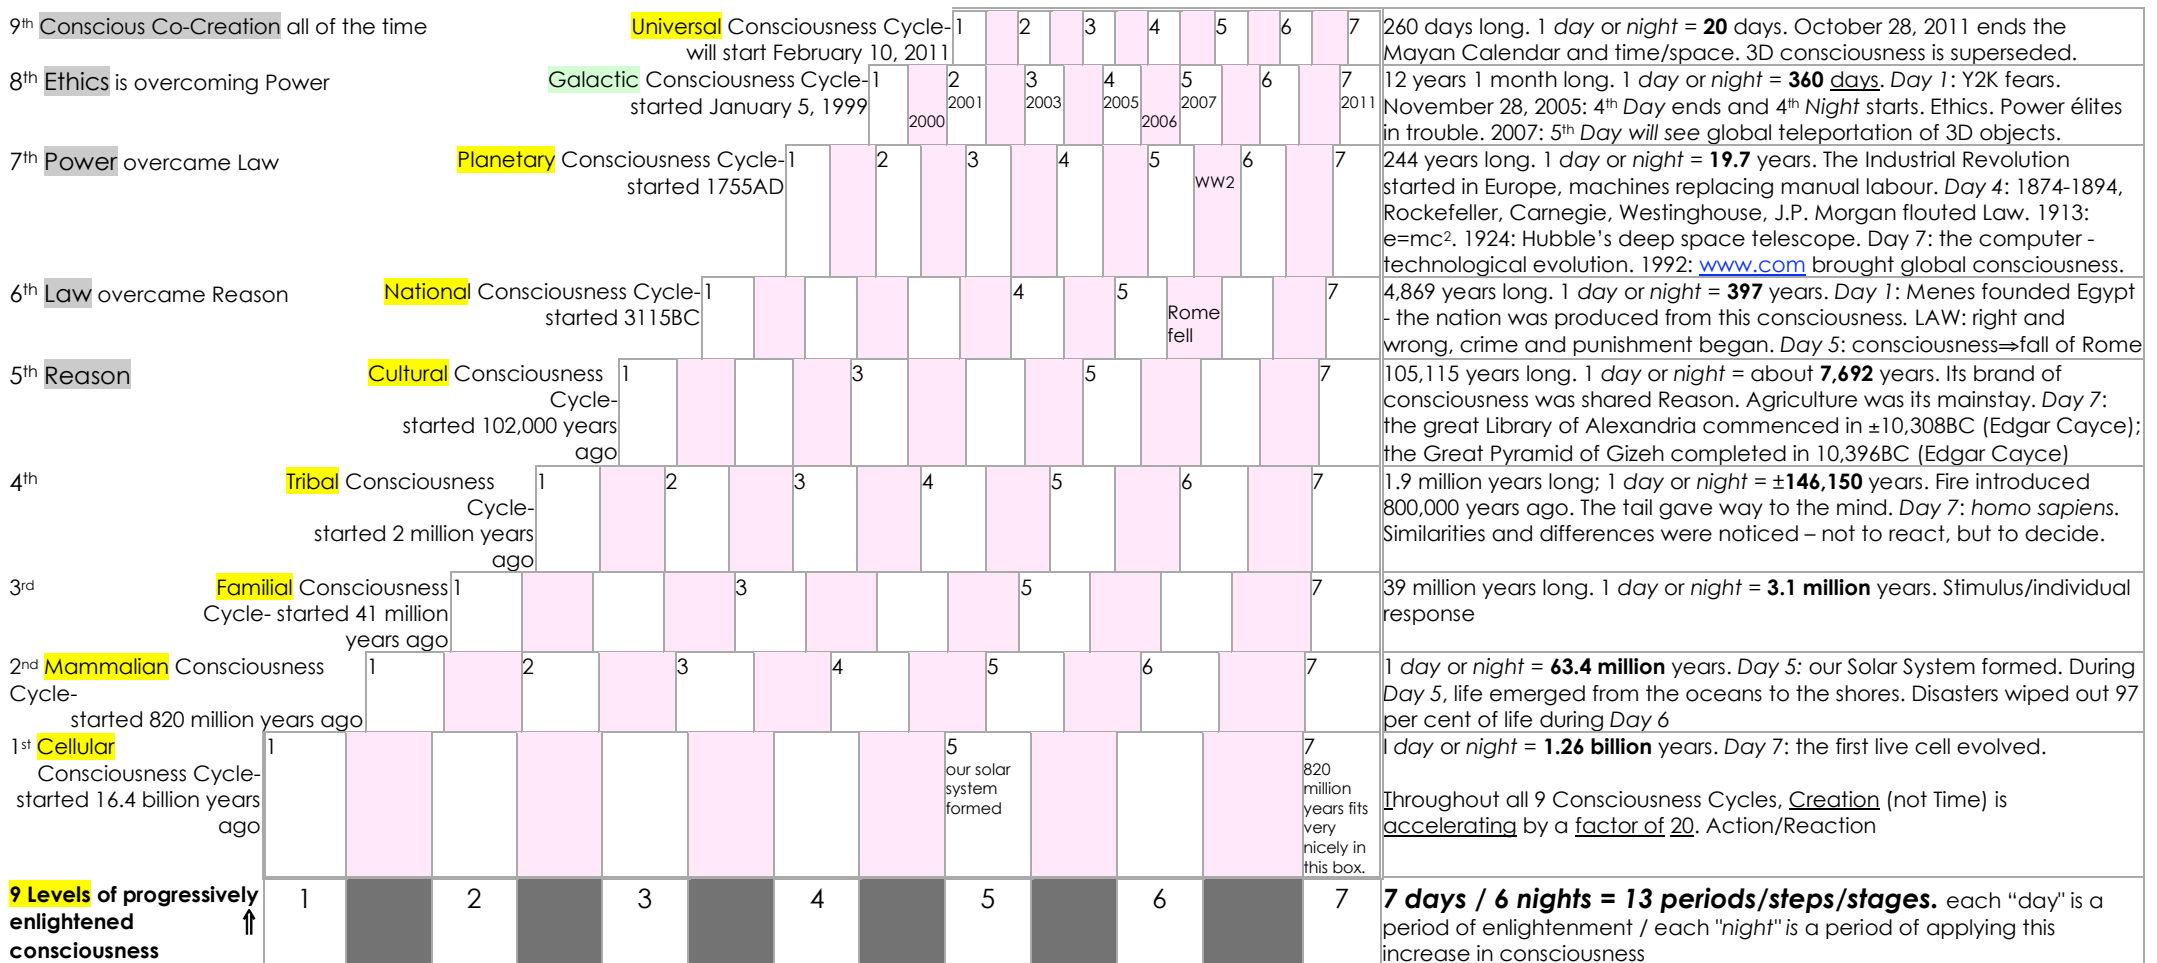 9th Conscious Co-Creation all of the time
Universal Consciousness Cycle-
will start February 10, 2011
1 2 3 4 5 6 7
260 days long. 1 day or night = 20 days. October 28, 2011 ends the
Mayan Calendar and time/space. 3D consciousness is superseded.
8th Ethics is overcoming Power
Galactic Consciousness Cycle-
started January 5, 1999
1 2 3 4 5 6 7
2001 2003 2005 2007 2011
2000 2006
12 years 1 month long. 1 day or night = 360 days. Day 1: Y2K fears.
November 28, 2005: 4th Day ends and 4th Night starts. Ethics. Power élites
in trouble. 2007: 5th Day will see global teleportation of 3D objects.
7th Power overcame Law
Planetary Consciousness Cycle-
started 1755AD
1 2 3 4 5 6 7
WW2
244 years long. 1 day or night = 19.7 years. The Industrial Revolution
started in Europe, machines replacing manual labour. Day 4: 1874-1894,
Rockefeller, Carnegie, Westinghouse, J.P. Morgan flouted Law. 1913:
e=mc2. 1924: Hubble's deep space telescope. Day 7: the computer -
technological evolution. 1992: www.com brought global consciousness.
6th Law overcame Reason
National Consciousness Cycle-
started 3115BC
1 4 5 7
Rome
fell
4,869 years long. 1 day or night = 397 years. Day 1: Menes founded Egypt
- the nation was produced from this consciousness. LAW: right and
wrong, crime and punishment began. Day 5: consciousness⇒fall of Rome
5th Reason
Cultural Consciousness
Cycle-
started 102,000 years
ago
1 3 5 7
105,115 years long. 1 day or night = about 7,692 years. Its brand of
consciousness was shared Reason. Agriculture was its mainstay. Day 7:
the great Library of Alexandria commenced in ±10,308BC (Edgar Cayce);
the Great Pyramid of Gizeh completed in 10,396BC (Edgar Cayce)
4th
Tribal Consciousness
Cycle-
started 2 million years
ago
1 2 3 4 5 6 7
1.9 million years long; 1 day or night = ±146,150 years. Fire introduced
800,000 years ago. The tail gave way to the mind. Day 7: homo sapiens.
Similarities and differences were noticed – not to react, but to decide.
3rd
Familial Consciousness
Cycle- started 41 million
years ago
1 3 5 7
39 million years long. 1 day or night = 3.1 million years. Stimulus/individual
response
2nd Mammalian Consciousness
Cycle-
started 820 million years ago
1 2 3 4 5 6 7
1 day or night = 63.4 million years. Day 5: our Solar System formed. During
Day 5, life emerged from the oceans to the shores. Disasters wiped out 97
per cent of life during Day 6
1st Cellular
Consciousness Cycle-
started 16.4 billion years
ago
1 5 7
our solar
system
formed
820
million
years fits
very
nicely in
this box.
I day or night = 1.26 billion years. Day 7: the first live cell evolved.
Throughout all 9 Consciousness Cycles, Creation (not Time) is
accelerating by a factor of 20. Action/Reaction
9 Levels of progressively
enlightened ⇑
consciousness
1 2 3 4 5 6 7
7 days / 6 nights = 13 periods/steps/stages. each “day" is a
period of enlightenment / each "night" is a period of applying this
increase in consciousness